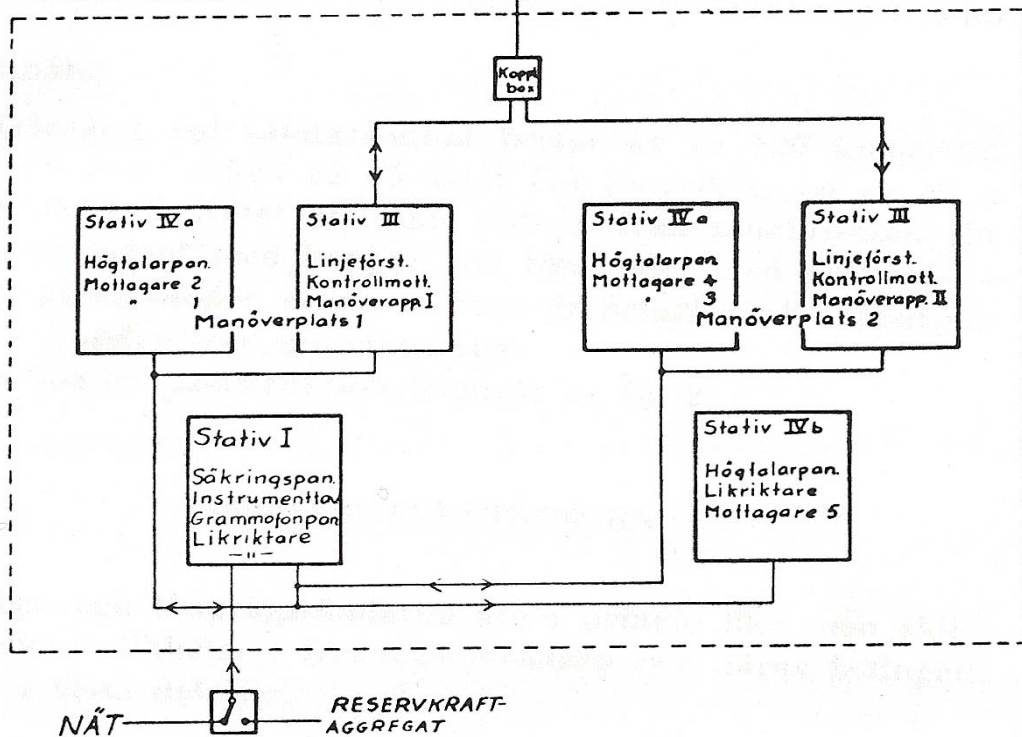 Koppl
box
Stativ IVa
Högtalarpan.
Mottagare 2
"
Stativ III
Linjeförst.
Kontrollmott.
Manöverapp. I
Manöverplats 1
Stativ IVa
Högtalarpan
Mottagare 4
" 3
Stativ III
Linjeförst.
Kontrollmott.
Manöverapp. II
Manöverplats 2
Stativ I
Säkringspan.
Instrumenttav
Grammofonpan
Likriktare
—"—
Stativ IVb
Högtalarpan.
Likriktare
Mottagare 5
NÄT
RESERVKRAFT-
AGGREGAT